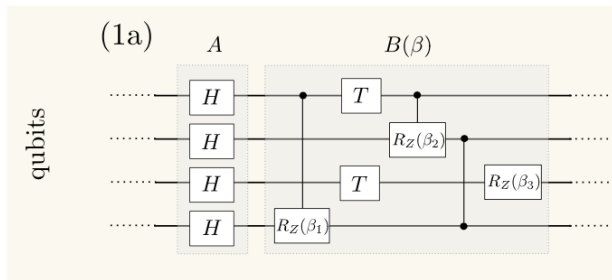 (1a) A B(β)
qubits
H T
H R_Z(β_2)
H T R_Z(β_3)
H R_Z(β_1)